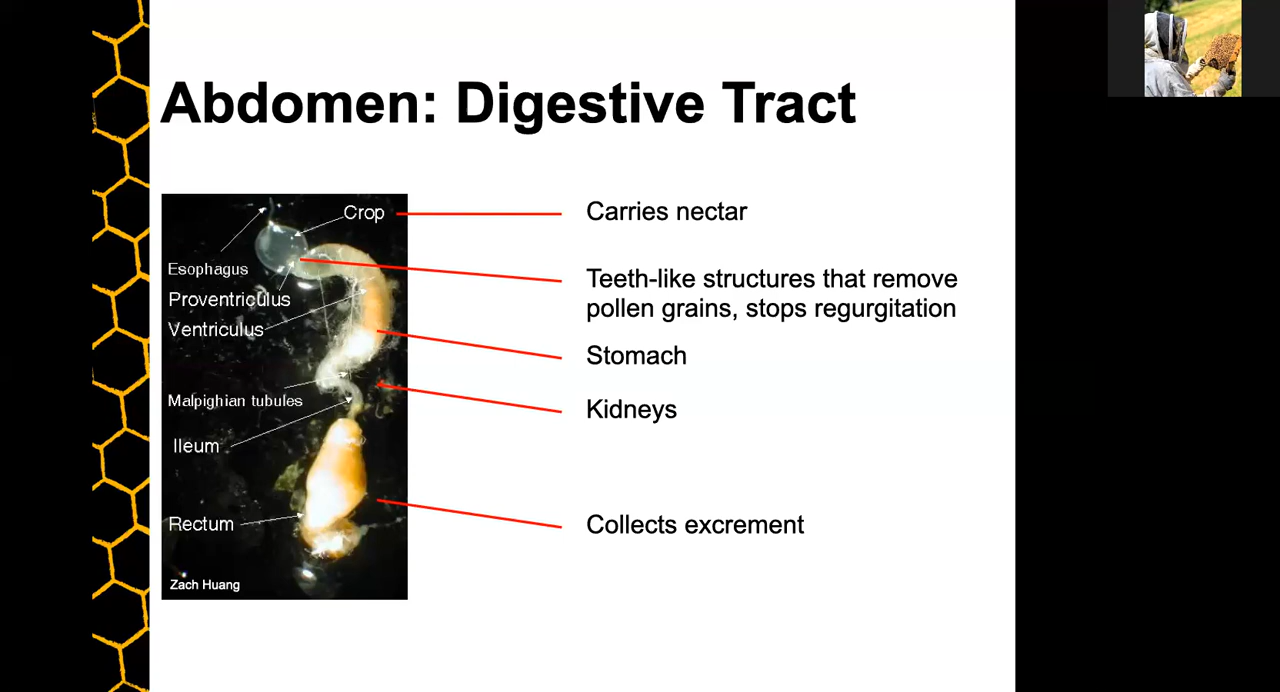 Abdomen: Digestive Tract
Crop
Esophagus
Proventriculus
Ventriculus
Malpighian tubules
Ileum
Rectum
Zach Huang
Carries nectar
Teeth-like structures that remove
pollen grains, stops regurgitation
Stomach
Kidneys
Collects excrement